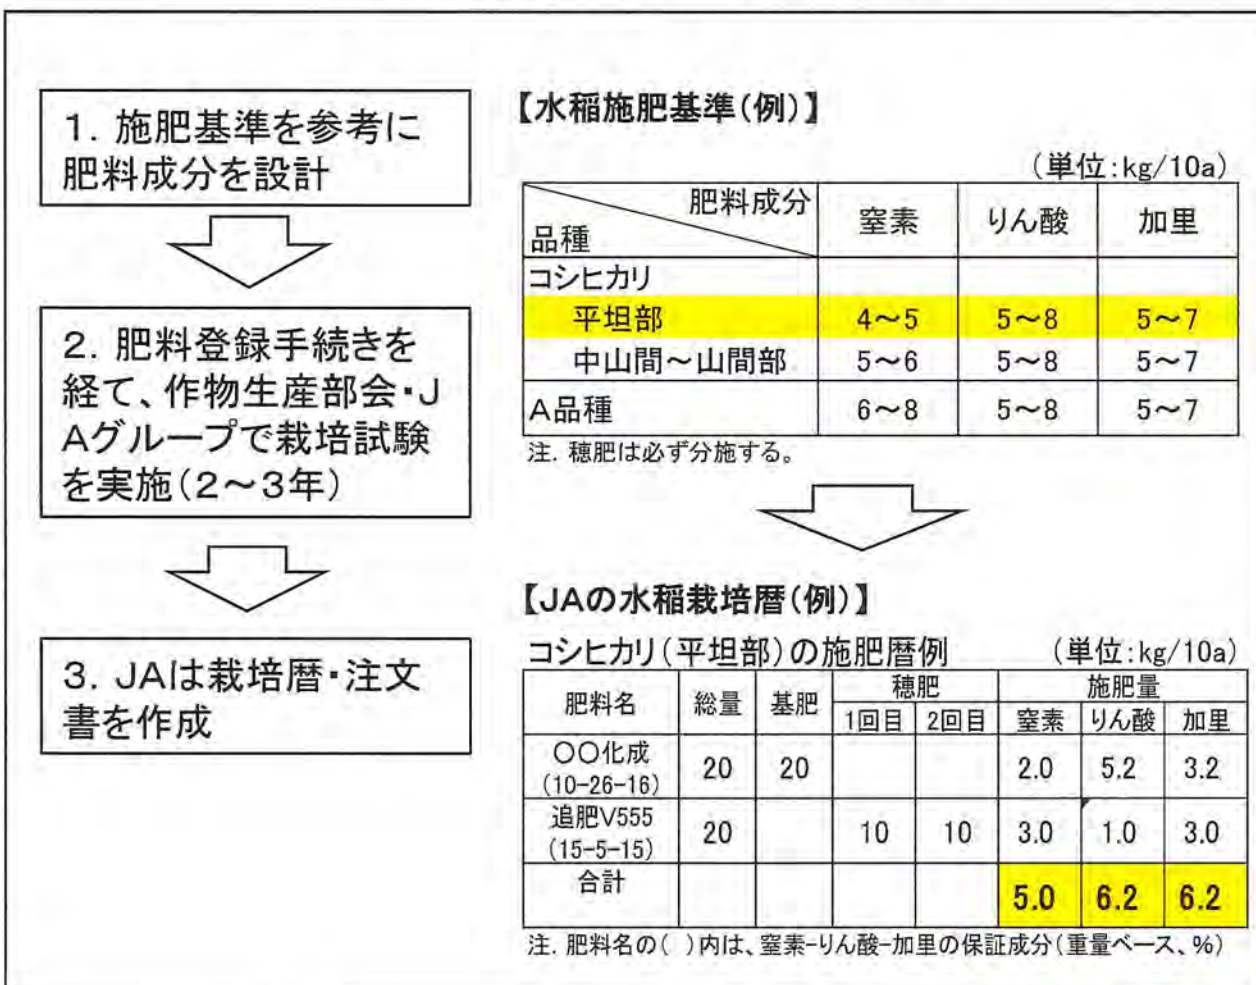 1. 施肥基準を参考に
肥料成分を設計
2. 肥料登録手続きを
経て、作物生産部会・J
Aグループで栽培試験
を実施(2～3年)
3. JAは栽培暦・注文
書を作成
【水稲施肥基準(例)】
(単位:kg/10a)
肥料成分
品種
窒素 りん酸 加里
コシヒカリ
平坦部 4～5 5～8 5～7
中山間～山間部 5～6 5～8 5～7
A品種 6～8 5～8 5～7
注. 穂肥は必ず分施する。
【JAの水稲栽培暦(例)】
コシヒカリ(平坦部)の施肥暦例 (単位:kg/10a)
肥料名 総量 基肥 穂肥 施肥量
1回目 2回目 窒素 りん酸 加里
〇〇化成
(10-26-16) 20 20 2.0 5.2 3.2
追肥V555
(15-5-15) 20 10 10 3.0 1.0 3.0
合計 5.0 6.2 6.2
注. 肥料名の( )内は、窒素-りん酸-加里の保証成分(重量ベース、%)